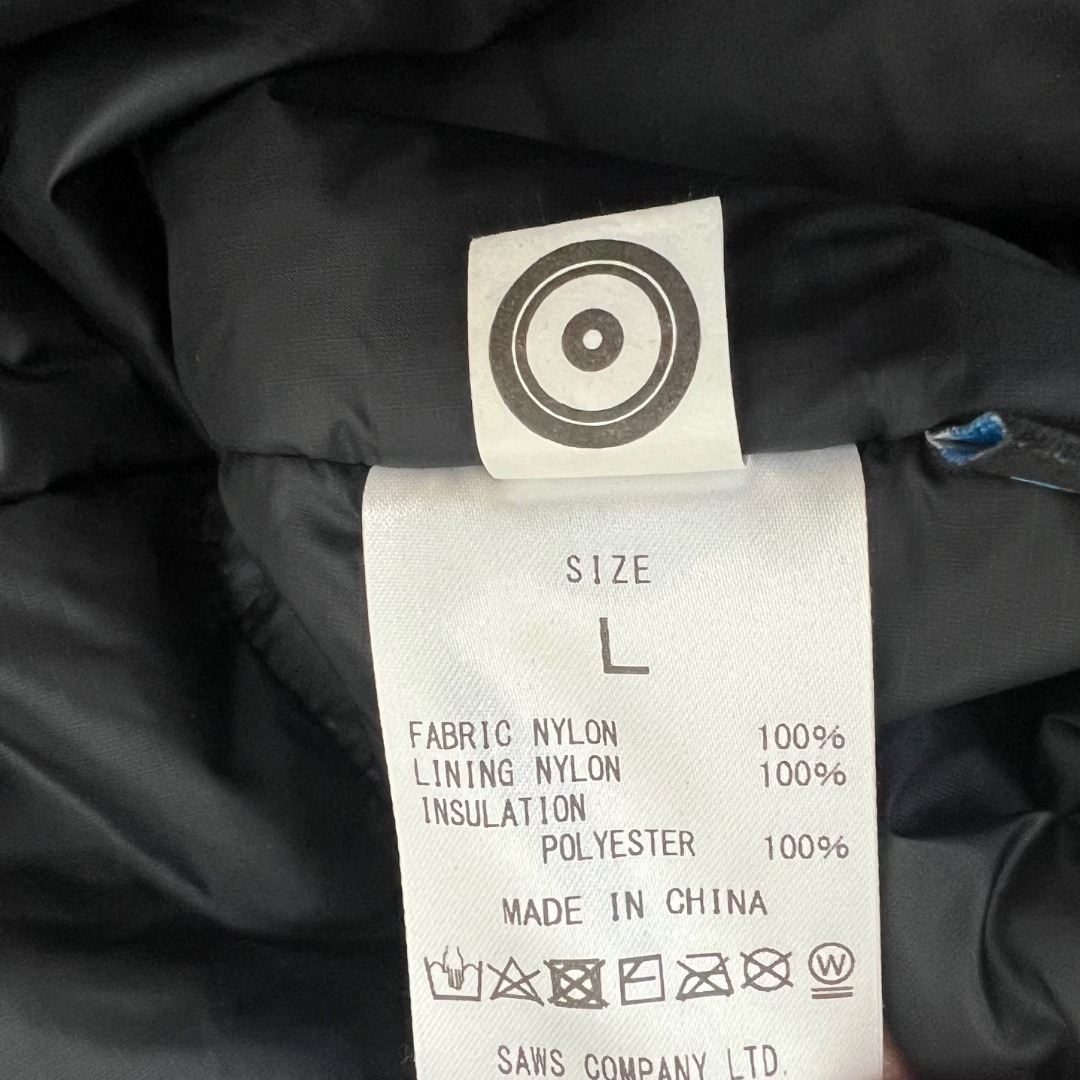 SIZE
L
FABRIC NYLON 100%
LINING NYLON 100%
INSULATION
POLYESTER 100%
MADE IN CHINA
W
SAWS COMPANY LTD.